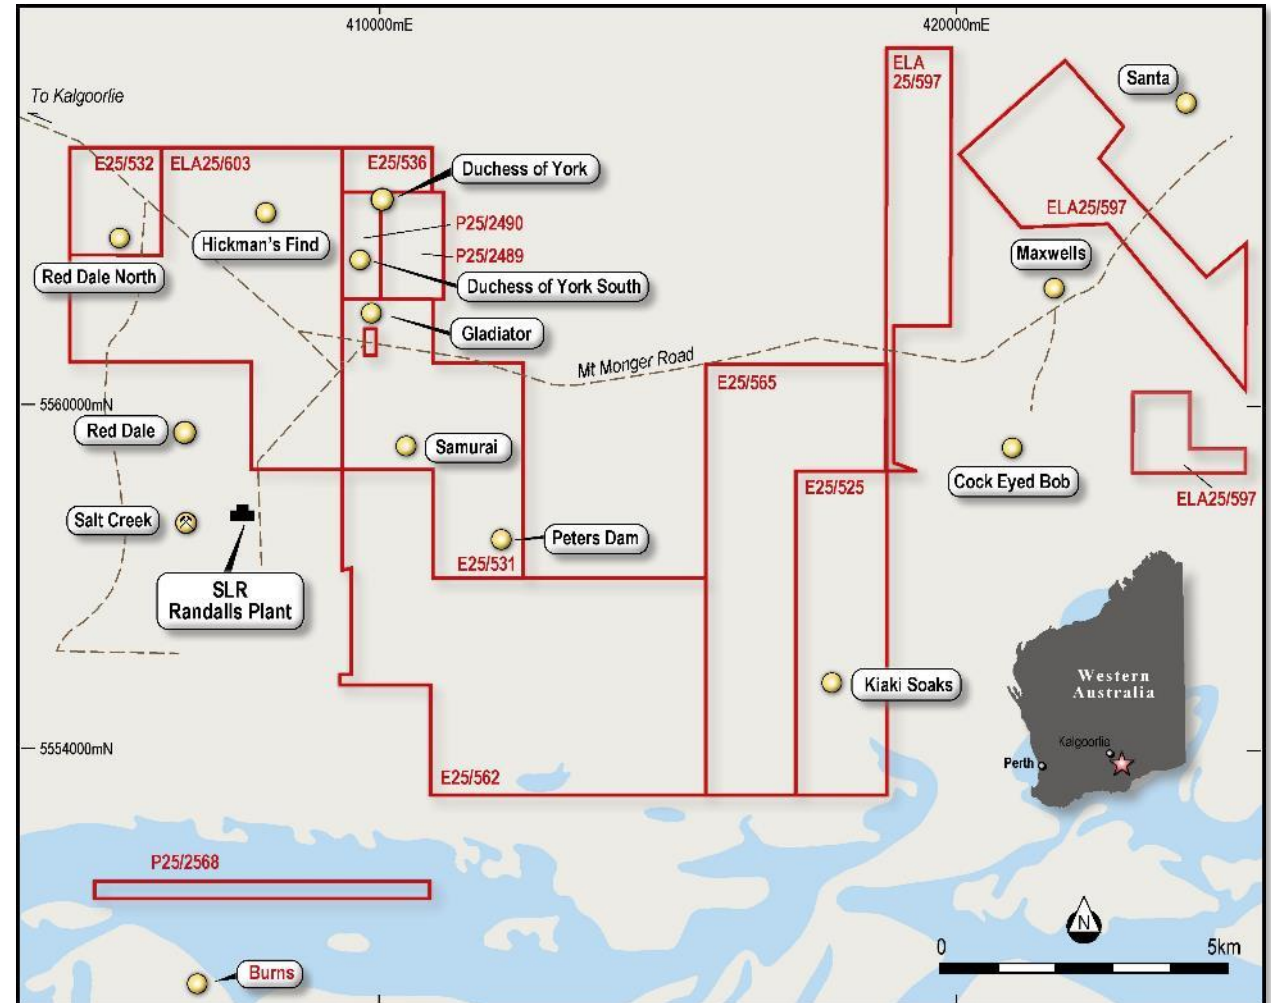 410000mE
420000mE
To Kalgoorlie
ELA
25/597
Santa
E25/532
ELA25/603
E25/536
Duchess of York
P25/2490
ELA25/597
Hickman's Find
P25/2489
Maxwells
Red Dale North
Duchess of York South
Gladiator
Mt Monger Road
E25/565
5560000mN
Red Dale
Samurai
Cock Eyed Bob
E25/525
ELA25/597
Salt Creek
Peters Dam
E25/531
SLR
Randalls Plant
Western
Australia
Kiaki Soaks
Kalgoorlie
5554000mN
Perth
E25/562
P25/2568
N
0
5km
Burns